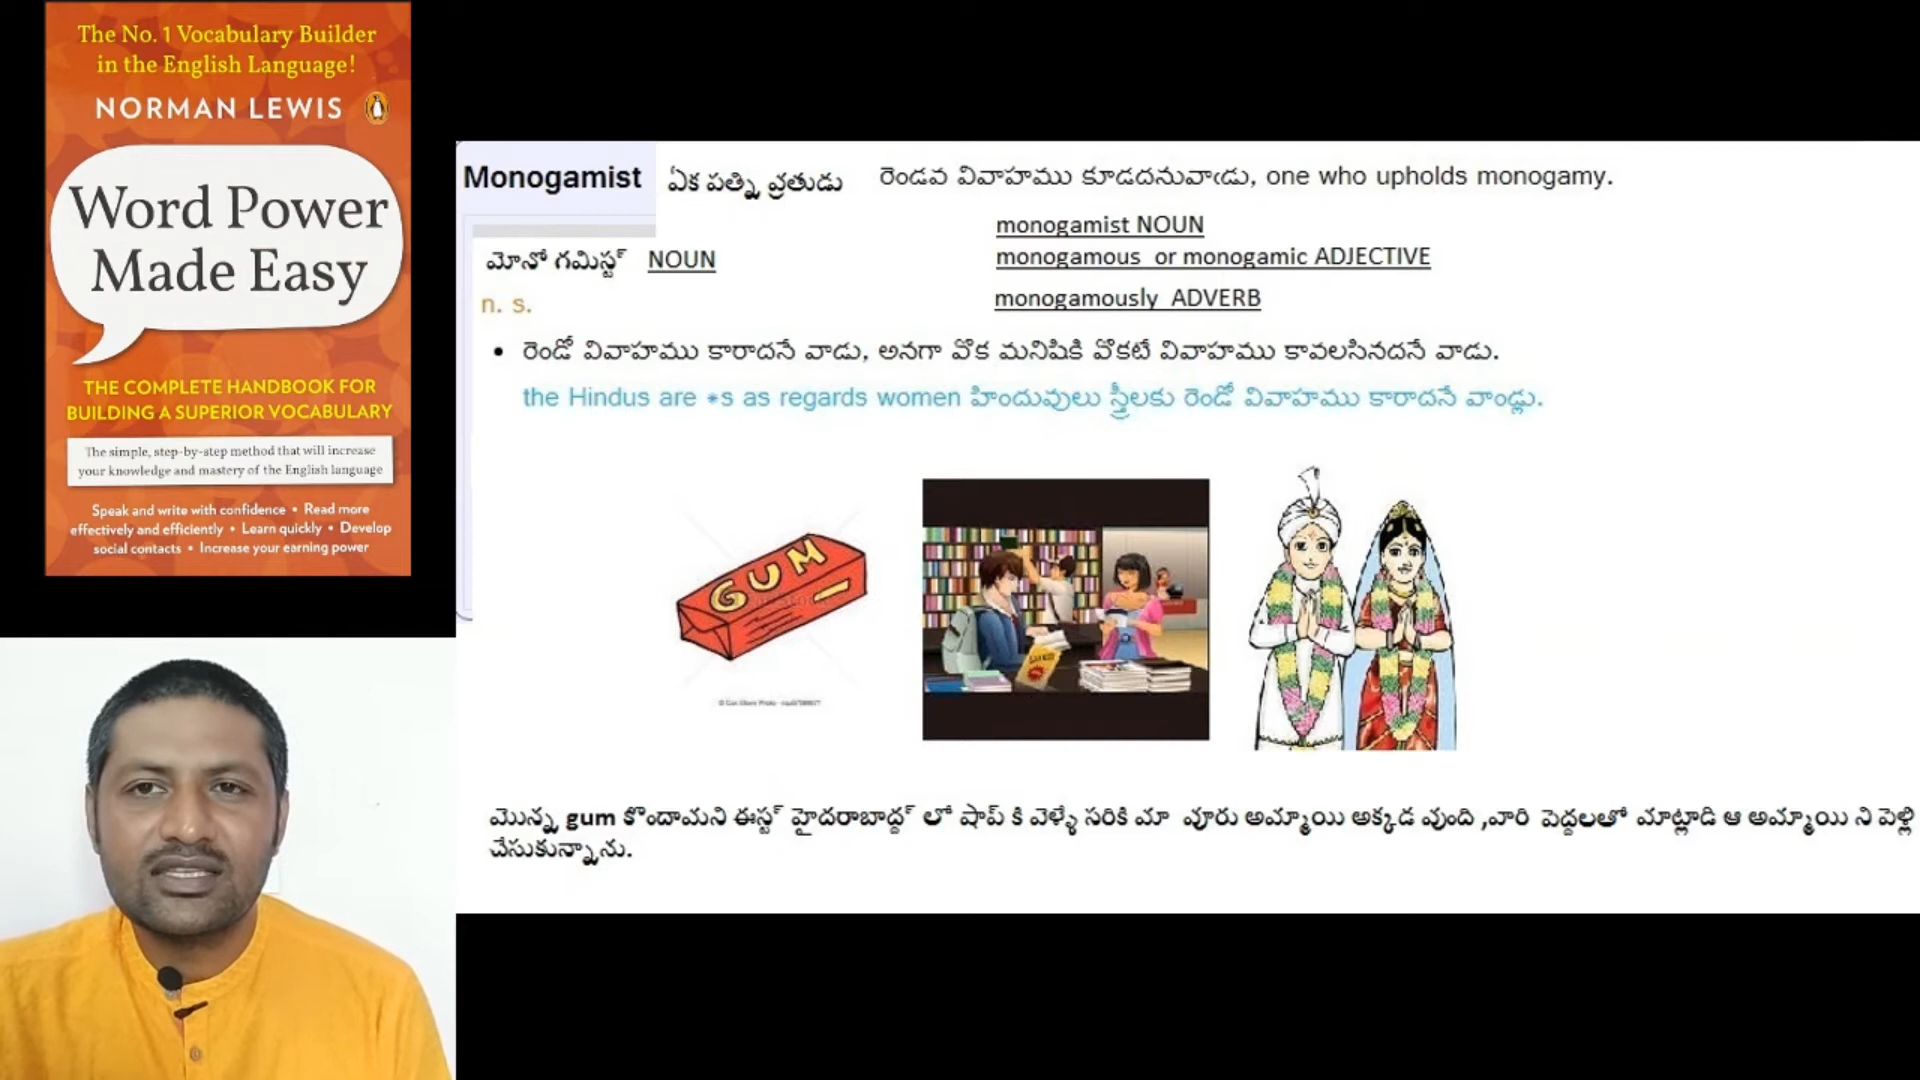 The No. 1 Vocabulary Builder
in the English Language!
NORMAN LEWIS
Word Power
Made Easy
THE COMPLETE HANDBOOK FOR
BUILDING A SUPERIOR VOCABULARY
The simple, step-by-step method that will increase
your knowledge and mastery of the English language
Speak and write with confidence • Read more
effectively and efficiently • Learn quickly • Develop
social contacts • Increase your earning power
Monogamist ఏక పత్ని వ్రతుడు రెండవ వివాహము కూడదనువాఁడు, one who upholds monogamy.
monogamist NOUN
monogamous or monogamic ADJECTIVE
మోనో గమిస్ట్ NOUN
monogamously ADVERB
n. s.
• రెండో వివాహము కారాదనే వాడు, అనగా వొక మనిషికి వొకటే వివాహము కావలసినదనే వాడు.
the Hindus are *s as regards women హిందువులు స్త్రీలకు రెండో వివాహము కారాదనే వాండ్లు.
GUM
మొన్న gum కొందామని ఈస్ట్ హైదరాబాద్ద్ లో షాప్ కి వెళ్ళే సరికి మా వూరు అమ్మాయి అక్కడ వుంది ,వారి పెద్దలతో మాట్లాడి ఆ అమ్మాయి ని పెళ్లి
చేసుకున్నాను.